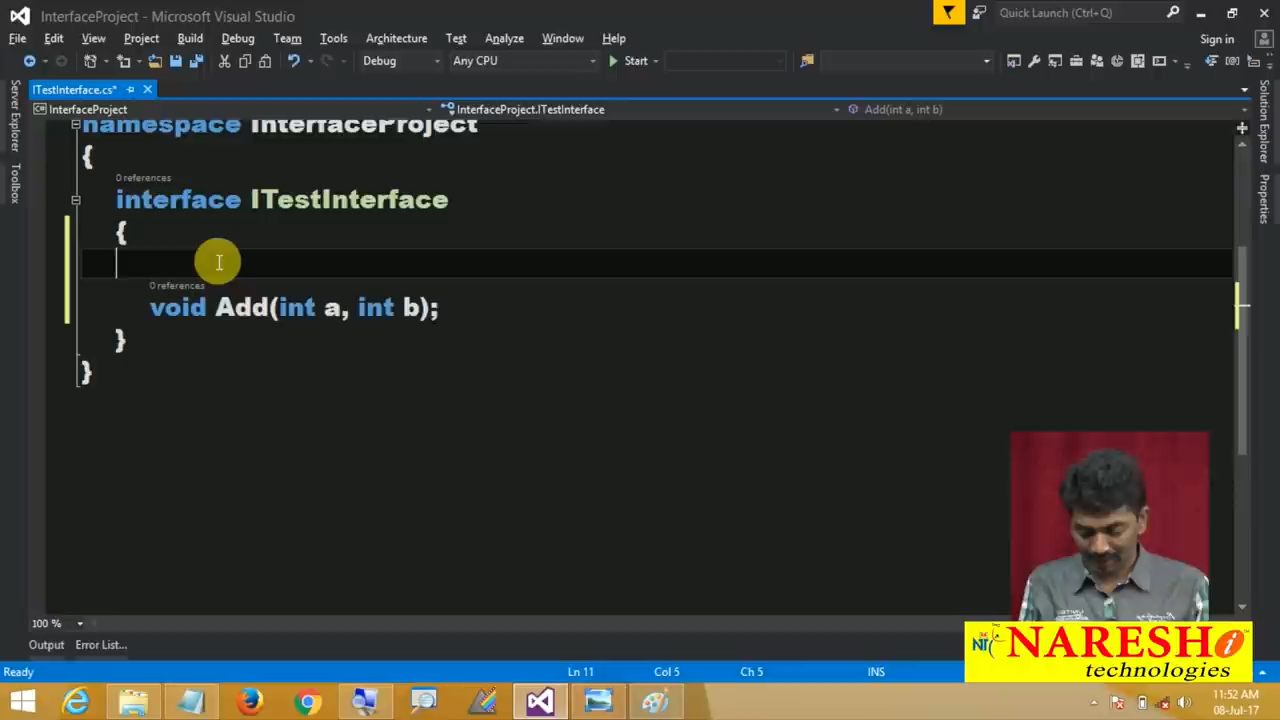 InterfaceProject - Microsoft Visual Studio
Quick Launch (Ctrl+Q)
File Edit View Project Build Debug Team Tools Architecture Test Analyze Window Help
Sign in
Debug Any CPU Start
ITestInterface.cs*
InterfaceProject InterfaceProject.ITestInterface Add(int a, int b)
Server Explorer
Toolbox
Solution Explorer
Properties
namespace InterfaceProject
{
0 references
interface ITestInterface
{
0 references
void Add(int a, int b);
}
}
100 %
Output Error List...
Ready Ln 11 Col 5 Ch 5 INS
NARESH i
technologies
NT
11:52 AM
08-Jul-17